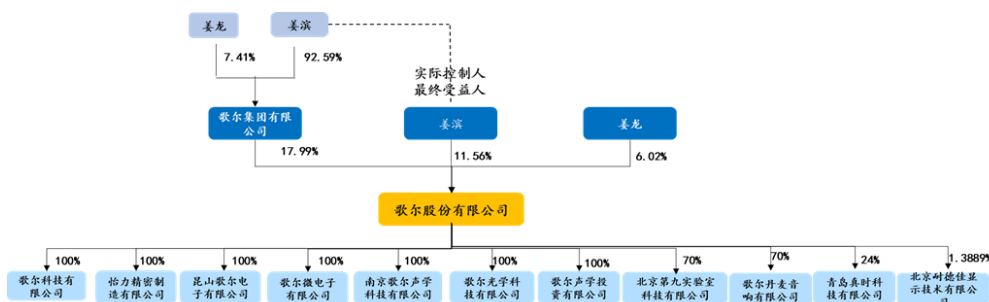 姜龙
姜滨
7.41%
92.59%
实际控制人
最终受益人
歌尔集团有限
公司
姜滨
姜龙
17.99%
11.56%
6.02%
歌尔股份有限公司
100%
100%
100%
100%
100%
100%
100%
70%
70%
24%
1.3889%
歌尔科技有
限公司
怡力精密制
造有限公司
昆山歌尔电
子有限公司
歌尔微电子
有限公司
南京歌尔声学
科技有限公司
歌尔光学科
技有限公司
歌尔声学投
资有限公司
北京第九实验室
科技有限公司
歌尔丹麦音
响有限公司
青岛真时科
技有限公司
北京耐德佳显
示技术有限公
司